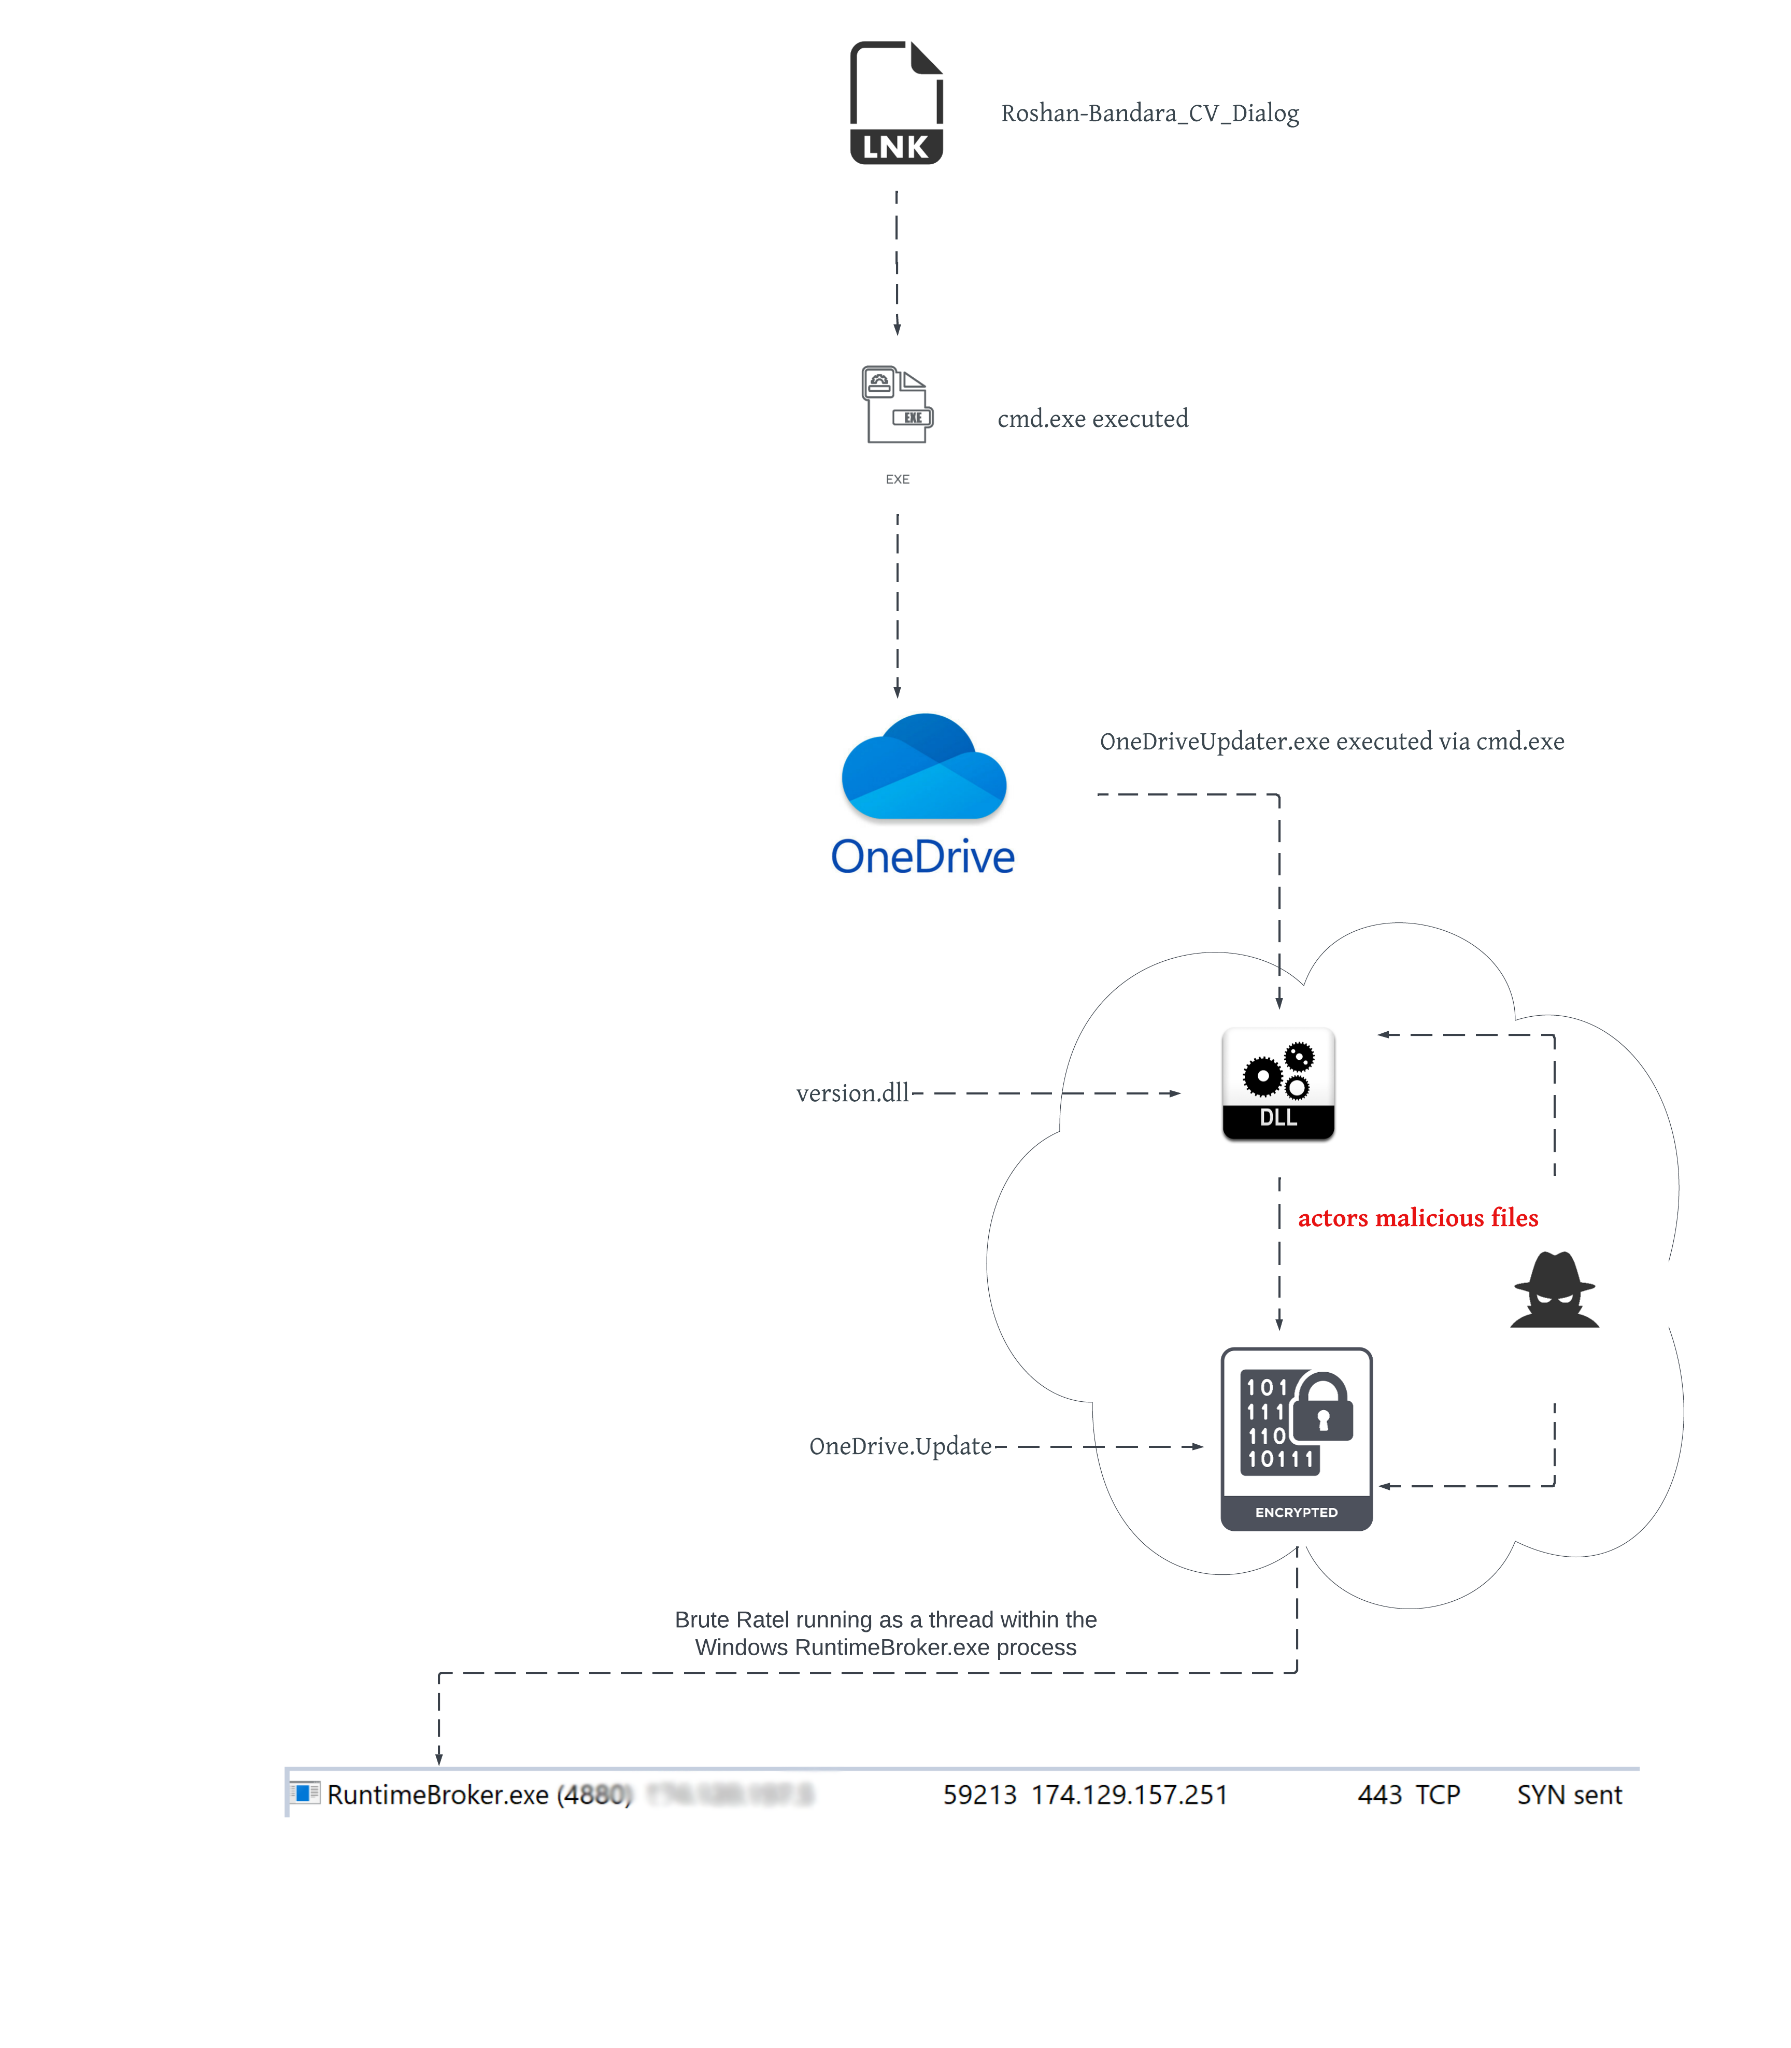 LNK
Roshan-Bandara_CV_Dialog
EXE
cmd.exe executed
EXE
OneDriveUpdater.exe executed via cmd.exe
OneDrive
version.dll
DLL
actors malicious files
101
111
110
10111
OneDrive.Update
ENCRYPTED
Brute Ratel running as a thread within the
Windows RuntimeBroker.exe process
RuntimeBroker.exe (4880) 59213 174.129.157.251 443 TCP SYN sent